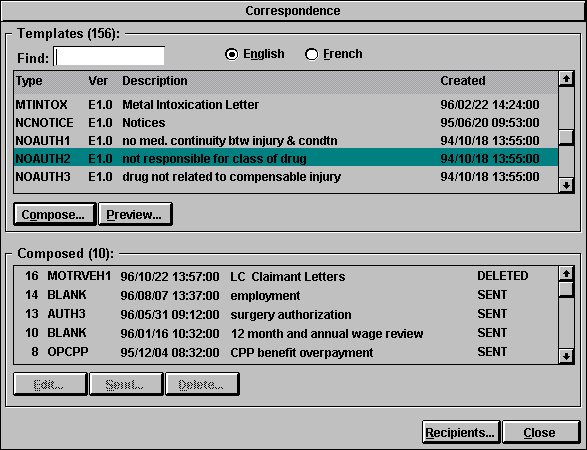 Correspondence
Templates (156):
Find: English French
Type Ver Description Created
MTINTOX E1.0 Metal Intoxication Letter 96/02/22 14:24:00
NCNOTICE E1.0 Notices 95/06/20 09:53:00
NOAUTH1 E1.0 no med. continuity btw injury & condtn 94/10/18 13:55:00
NOAUTH2 E1.0 not responsible for class of drug 94/10/18 13:55:00
NOAUTH3 E1.0 drug not related to compensable injury 94/10/18 13:55:00
Compose... Preview...
Composed (10):
16 MOTRVEH1 96/10/22 13:57:00 LC Claimant Letters DELETED
14 BLANK 96/08/07 13:37:00 employment SENT
13 AUTH3 96/05/31 09:12:00 surgery authorization SENT
10 BLANK 96/01/16 10:32:00 12 month and annual wage review SENT
8 OPCPP 95/12/04 08:32:00 CPP benefit overpayment SENT
Edit... Send... Delete...
Recipients... Close